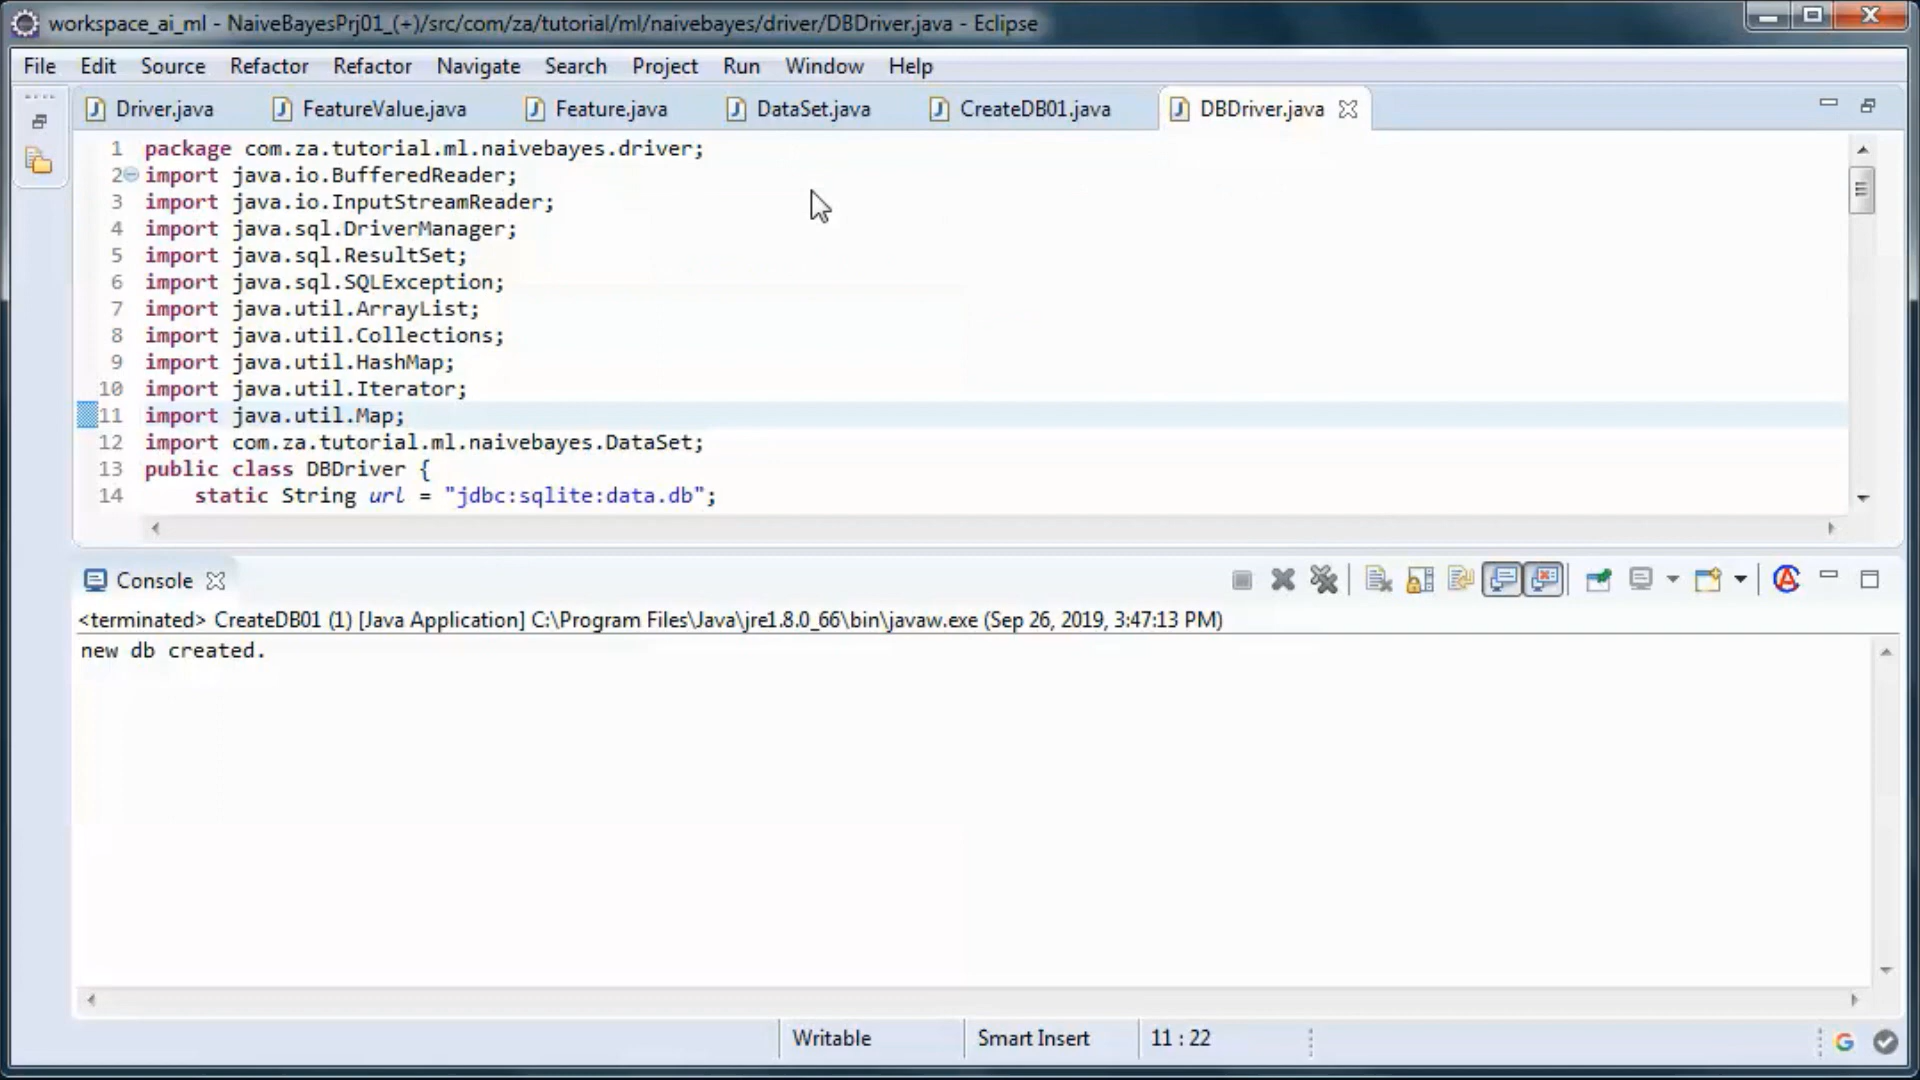 workspace_ai_ml - NaiveBayesPrj01_(+)/src/com/za/tutorial/ml/naivebayes/driver/DBDriver.java - Eclipse
File Edit Source Refactor Refactor Navigate Search Project Run Window Help
Driver.java FeatureValue.java Feature.java DataSet.java CreateDB01.java DBDriver.java
1 package com.za.tutorial.ml.naivebayes.driver;
2 import java.io.BufferedReader;
3 import java.io.InputStreamReader;
4 import java.sql.DriverManager;
5 import java.sql.ResultSet;
6 import java.sql.SQLException;
7 import java.util.ArrayList;
8 import java.util.Collections;
9 import java.util.HashMap;
10 import java.util.Iterator;
11 import java.util.Map;
12 import com.za.tutorial.ml.naivebayes.DataSet;
13 public class DBDriver {
14 static String url = "jdbc:sqlite:data.db";
Console
<terminated> CreateDB01 (1) [Java Application] C:\Program Files\Java\jre1.8.0_66\bin\javaw.exe (Sep 26, 2019, 3:47:13 PM)
new db created.
Writable Smart Insert 11 : 22